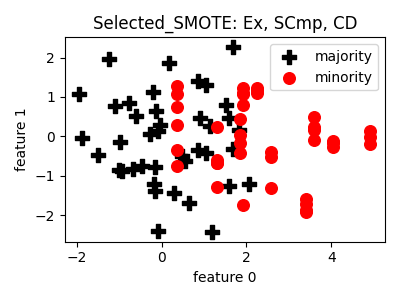 Selected_SMOTE: Ex, SCmp, CD
majority
minority
feature 1
2
1
0
−1
−2
−2
0
2
4
feature 0